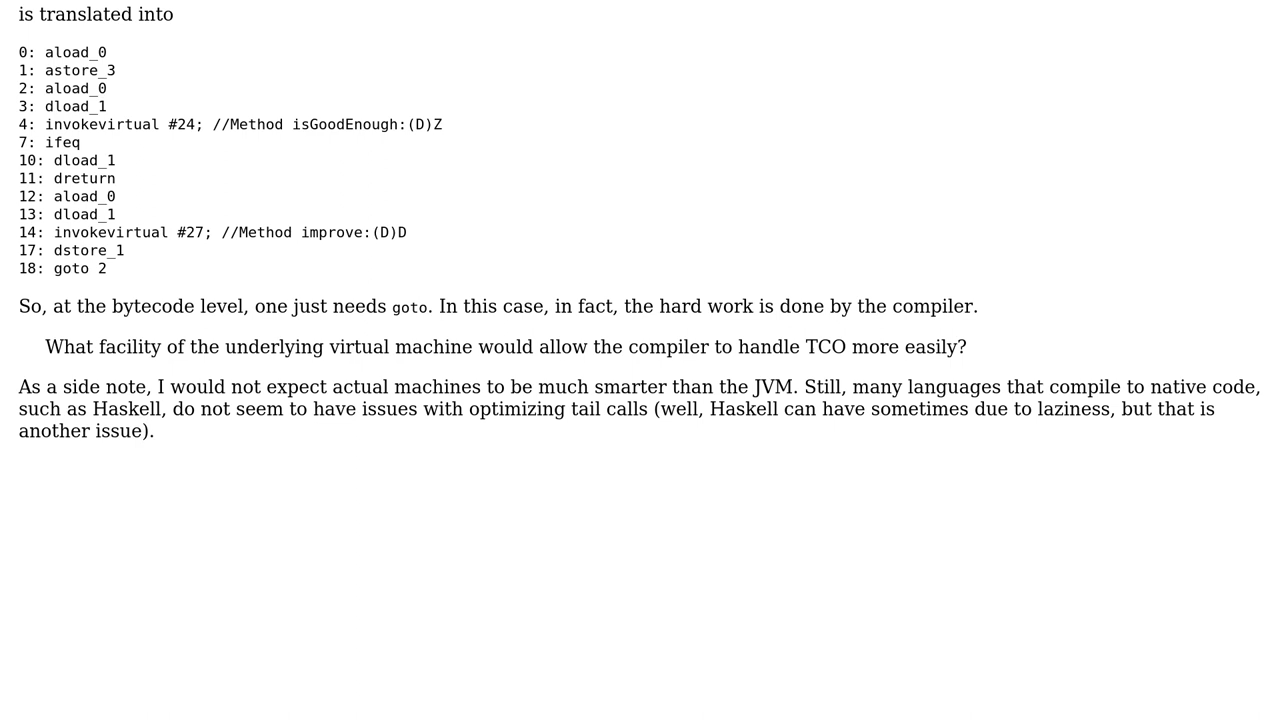 is translated into
0: aload_0
1: astore_3
2: aload_0
3: dload_1
4: invokevirtual #24; //Method isGoodEnough:(D)Z
7: ifeq
10: dload_1
11: dreturn
12: aload_0
13: dload_1
14: invokevirtual #27; //Method improve:(D)D
17: dstore_1
18: goto 2
So, at the bytecode level, one just needs goto. In this case, in fact, the hard work is done by the compiler.
What facility of the underlying virtual machine would allow the compiler to handle TCO more easily?
As a side note, I would not expect actual machines to be much smarter than the JVM. Still, many languages that compile to native code,
such as Haskell, do not seem to have issues with optimizing tail calls (well, Haskell can have sometimes due to laziness, but that is
another issue).